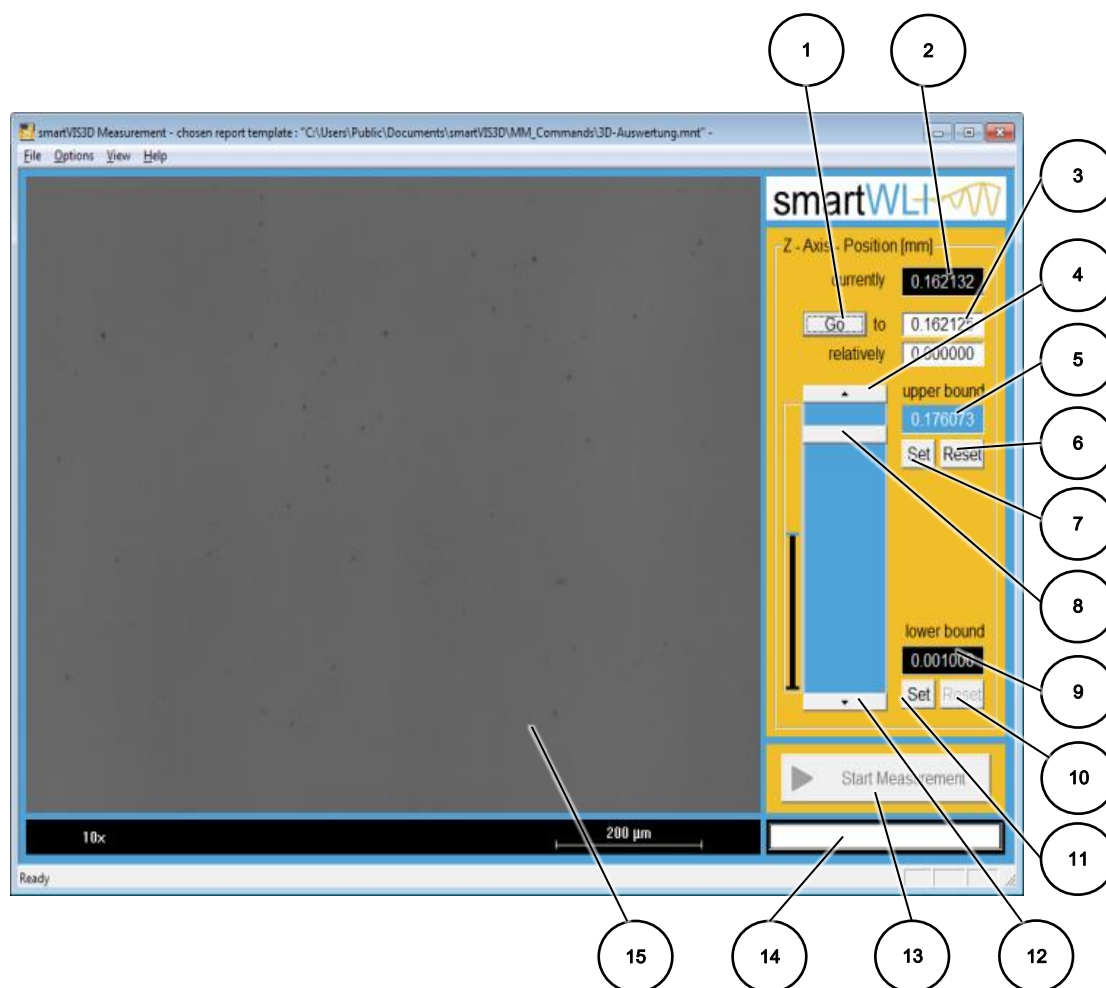 1
2
smartVIS3D Measurement - chosen report template : "C:\Users\Public\Documents\smartVIS3D\MM_Commands\3D-Auswertung.mnt" -
File Options View Help
3
smartWLI
Z - Axis - Position [mm]
4
currently 0.162132
Go to 0.162125
relatively 0.000000
5
upper bound
0.176073
6
Set Reset
7
8
lower bound
9
0.001000
Set Reset
10
Start Measurement
11
10x
200 µm
Ready
15
14
13
12